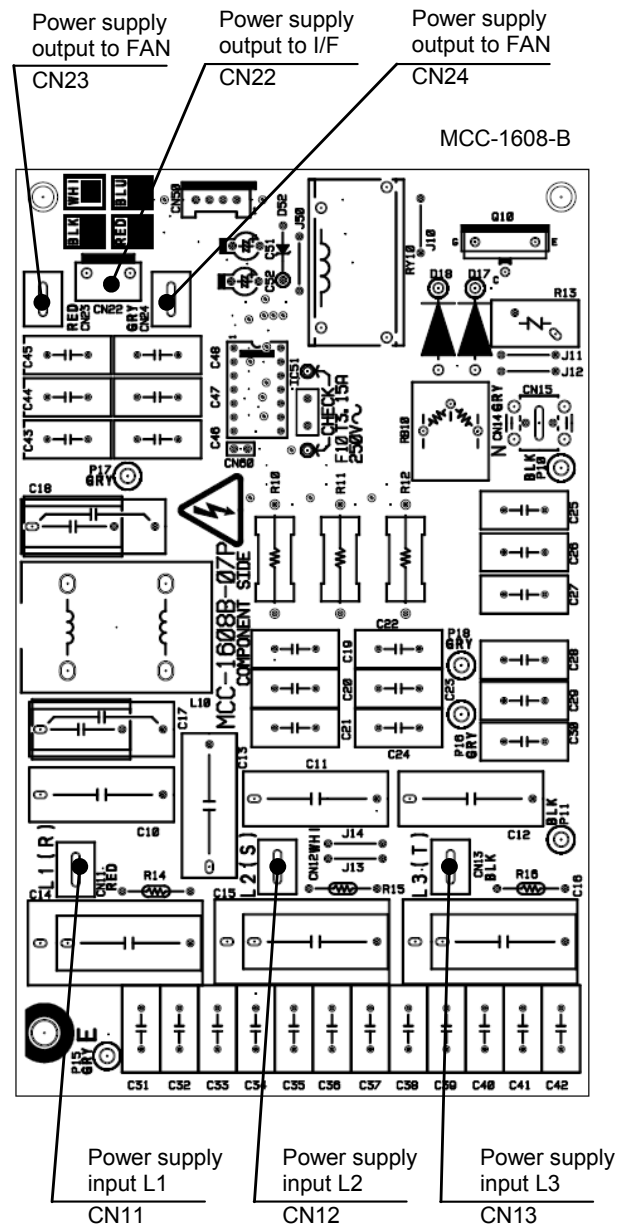 Power supply
output to FAN
CN23
Power supply
output to I/F
CN22
Power supply
output to FAN
CN24
MCC-1608-B
WHI
BLU
BLK
RED
CN50
D52
J50
C51
C52
RY10
J10
Q10
G
E
C
D18
D17
R13
J11
J12
CN22
RED
CN23
GRY
CN24
C45
C44
C43
C48
C47
C46
1
IC51
CN60
CHECK
F10 T3.15A
250V~
RB10
CN15
N
CN14
GRY
BLK
P10
P17
GRY
C18
R10
R11
R12
C25
C26
C27
MCC-1608B-07P
COMPONENT SIDE
L10
C22
C19
C20
C21
C23
C24
P18
GRY
P16
GRY
C28
C29
C30
C17
C13
C10
C11
C12
BLK
P11
L1(R)
CN11
RED
R14
L2(S)
CN12
WHI
J14
J13
R15
L3(T)
CN13
BLK
R16
C14
C15
C16
E
P15
GRY
C31
C32
C33
C34
C35
C36
C37
C38
C39
C40
C41
C42
Power supply
input L1
CN11
Power supply
input L2
CN12
Power supply
input L3
CN13